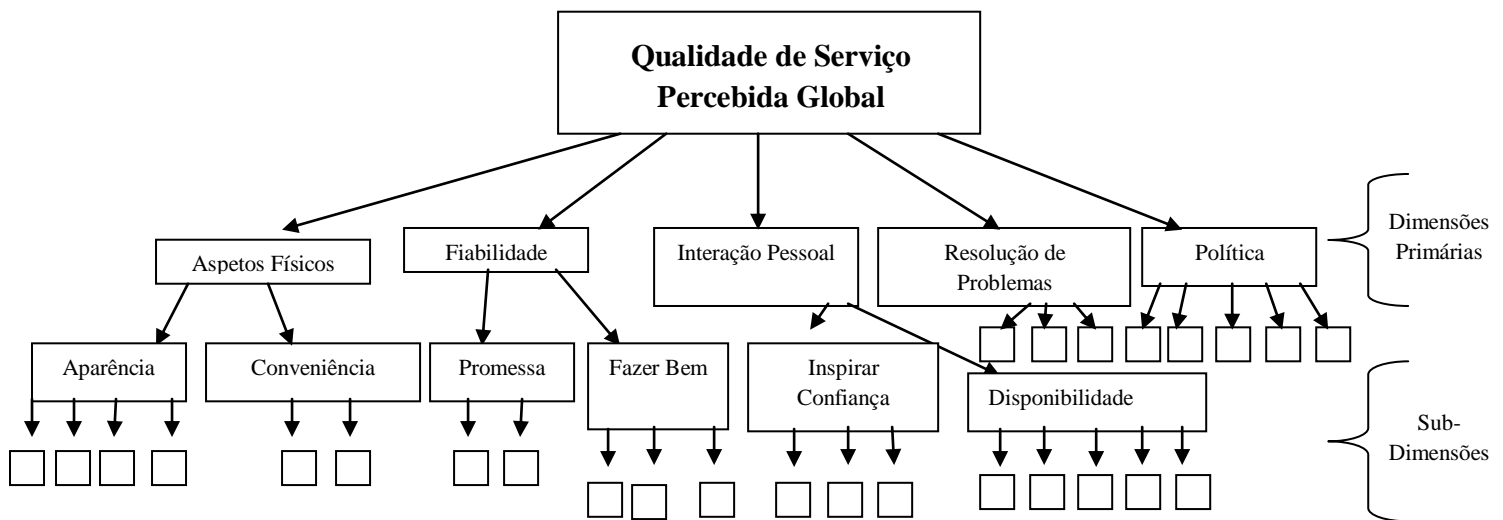 Qualidade de Serviço
Percebida Global
Dimensões
Primárias
Aspetos Físicos
Fiabilidade
Interação Pessoal
Resolução de
Problemas
Política
Aparência
Conveniência
Promessa
Fazer Bem
Inspirar
Confiança
Disponibilidade
Sub-
Dimensões